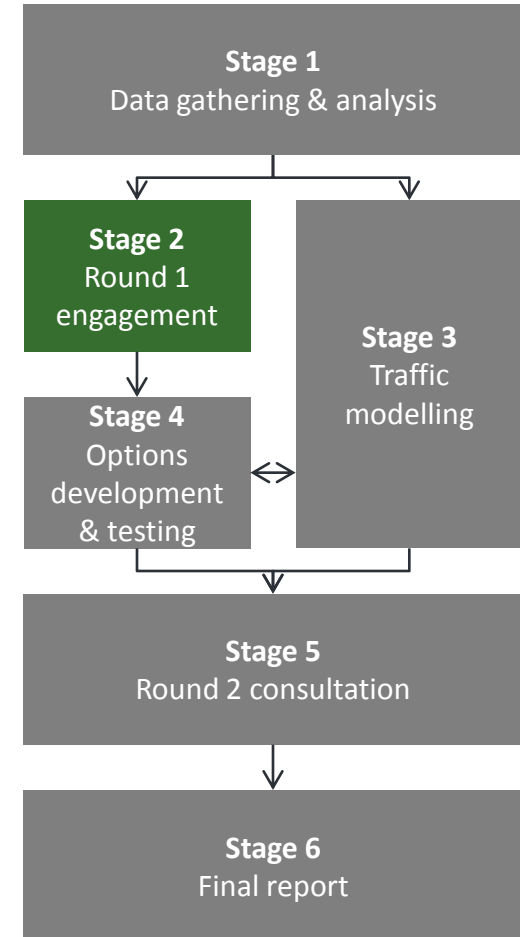 Stage 1
Data gathering & analysis
Stage 2
Round 1
engagement
Stage 3
Traffic
modelling
Stage 4
Options
development
& testing
Stage 5
Round 2 consultation
Stage 6
Final report